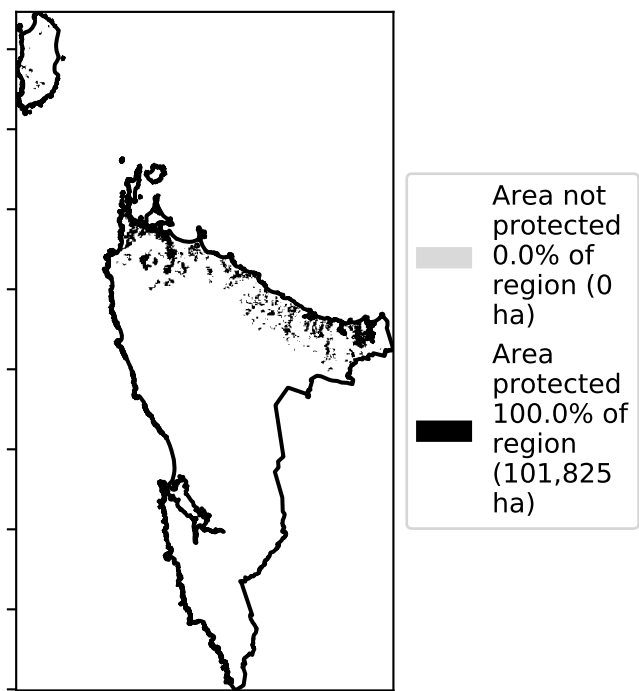 Area not
protected
0.0% of
region (0
ha)
Area
protected
100.0% of
region
(101,825
ha)